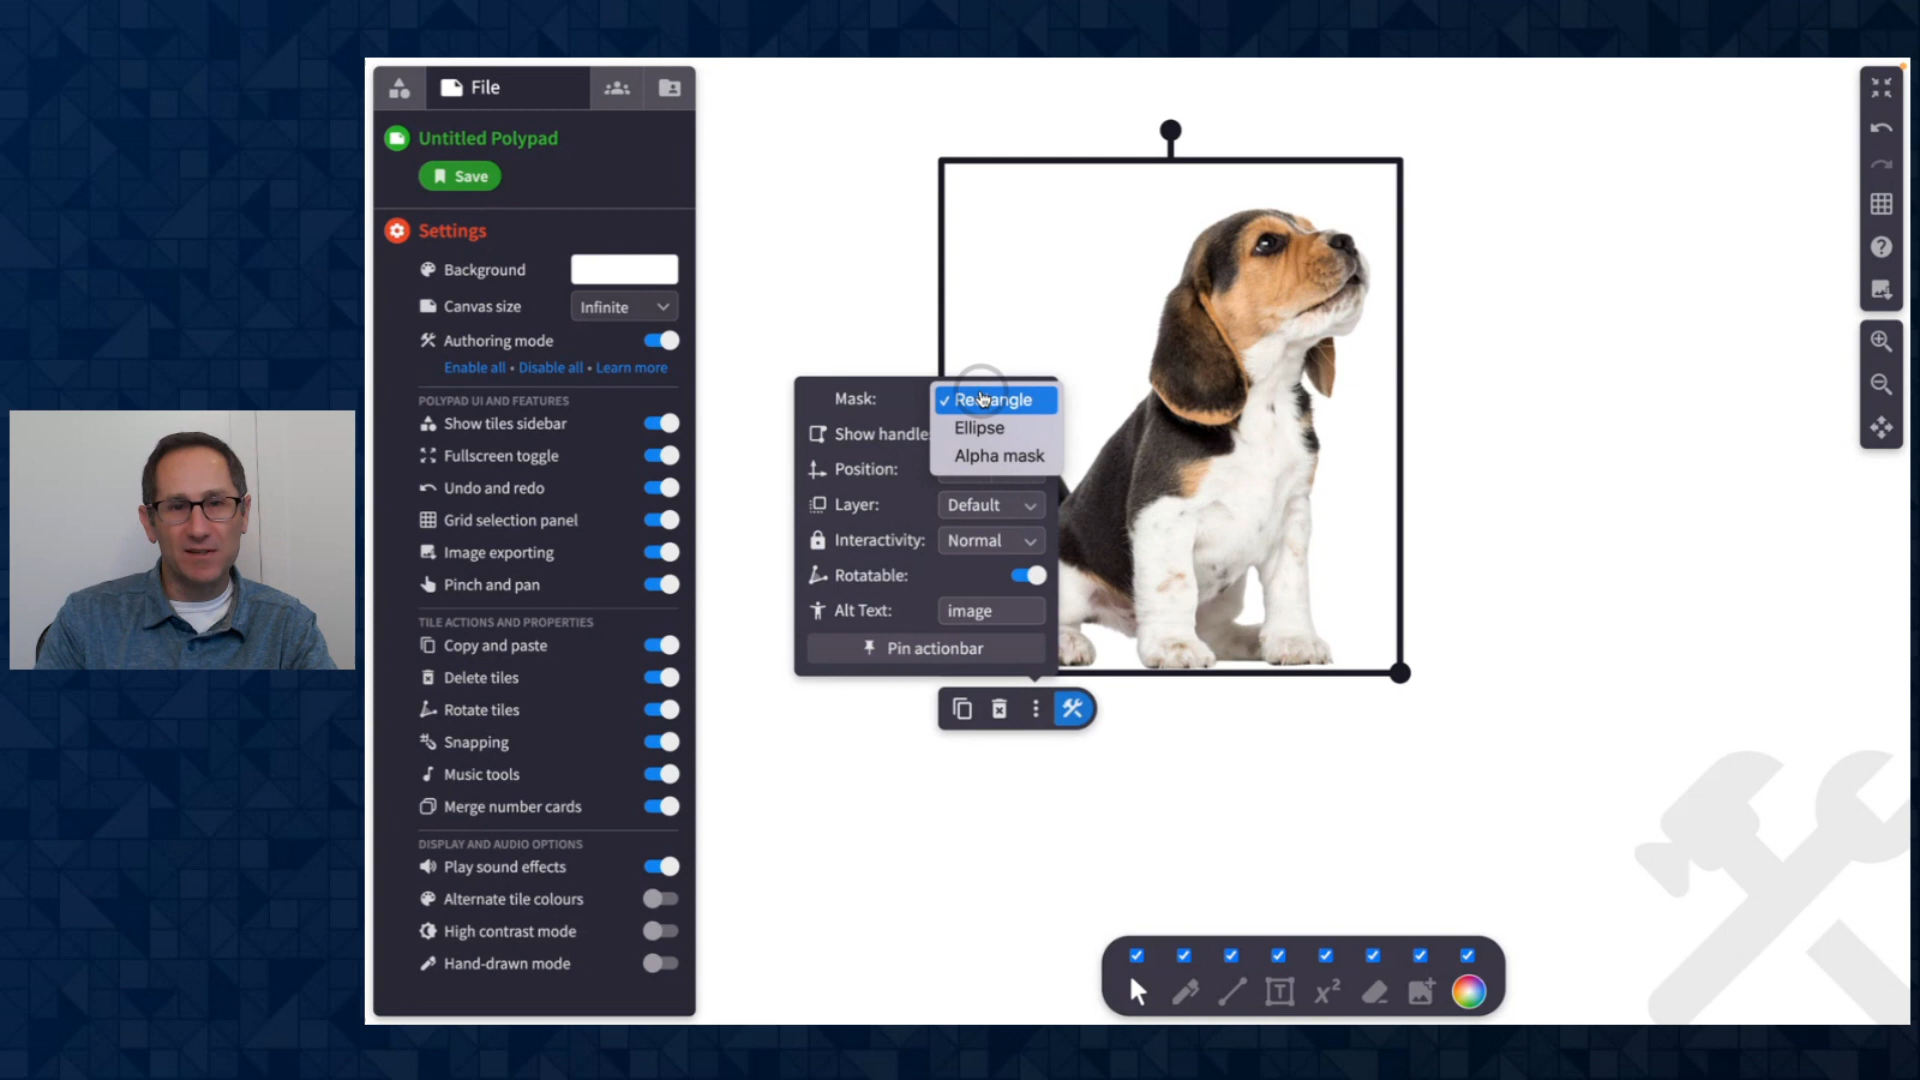 File
Untitled Polypad
Save
Settings
Background
Canvas size Infinite
Authoring mode
Enable all • Disable all • Learn more
POLYPAD UI AND FEATURES
Show tiles sidebar
Fullscreen toggle
Undo and redo
Grid selection panel
Image exporting
Pinch and pan
TILE ACTIONS AND PROPERTIES
Copy and paste
Delete tiles
Rotate tiles
Snapping
Music tools
Merge number cards
DISPLAY AND AUDIO OPTIONS
Play sound effects
Alternate tile colours
High contrast mode
Hand-drawn mode
Mask:
✓ Rectangle
Ellipse
Alpha mask
Show handle
Position:
Layer: Default
Interactivity: Normal
Rotatable:
Alt Text: image
Pin actionbar
T
x²